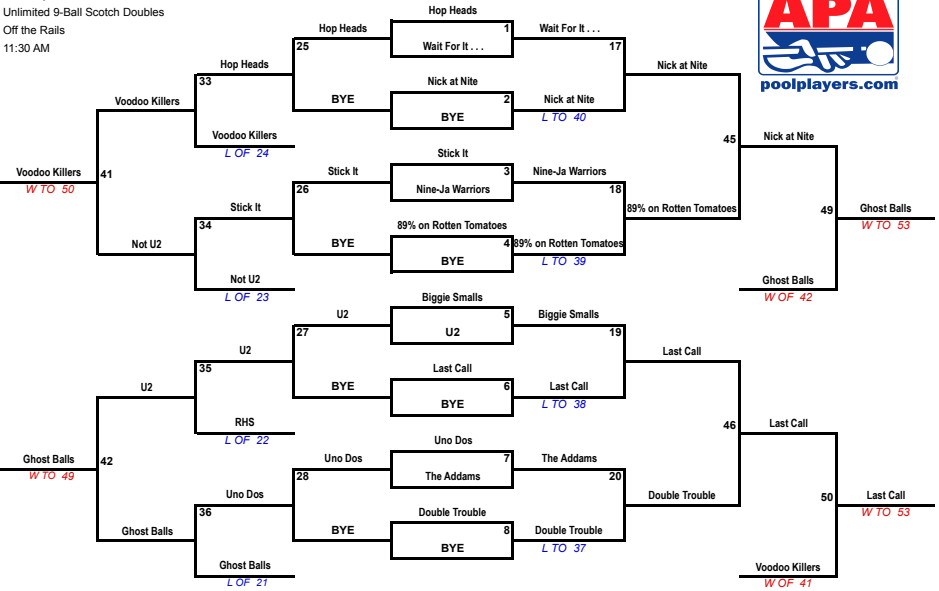 Unlimited 9-Ball Scotch Doubles
Off the Rails
11:30 AM
APA
poolplayers.com
Hop Heads
Hop Heads
1
Wait For It . . .
25
Wait For It . . .
17
Hop Heads
Nick at Nite
Nick at Nite
33
Voodoo Killers
BYE
2
Nick at Nite
BYE
L TO 40
Voodoo Killers
45
Nick at Nite
L OF 24
Stick It
Voodoo Killers
41
Stick It
3
Nine-Ja Warriors
W TO 50
26
Nine-Ja Warriors
18
Stick It
89% on Rotten Tomatoes
49
Ghost Balls
34
89% on Rotten Tomatoes
W TO 53
Not U2
BYE
4
89% on Rotten Tomatoes
BYE
L TO 39
Not U2
Ghost Balls
L OF 23
W OF 42
Biggie Smalls
U2
5
Biggie Smalls
27
U2
19
U2
Last Call
35
Last Call
U2
BYE
6
Last Call
BYE
L TO 38
RHS
46
Last Call
L OF 22
Uno Dos
Ghost Balls
42
Uno Dos
7
The Addams
W TO 49
28
The Addams
20
Uno Dos
Double Trouble
50
Last Call
36
Double Trouble
W TO 53
Ghost Balls
BYE
8
Double Trouble
BYE
L TO 37
Ghost Balls
Voodoo Killers
L OF 21
W OF 41